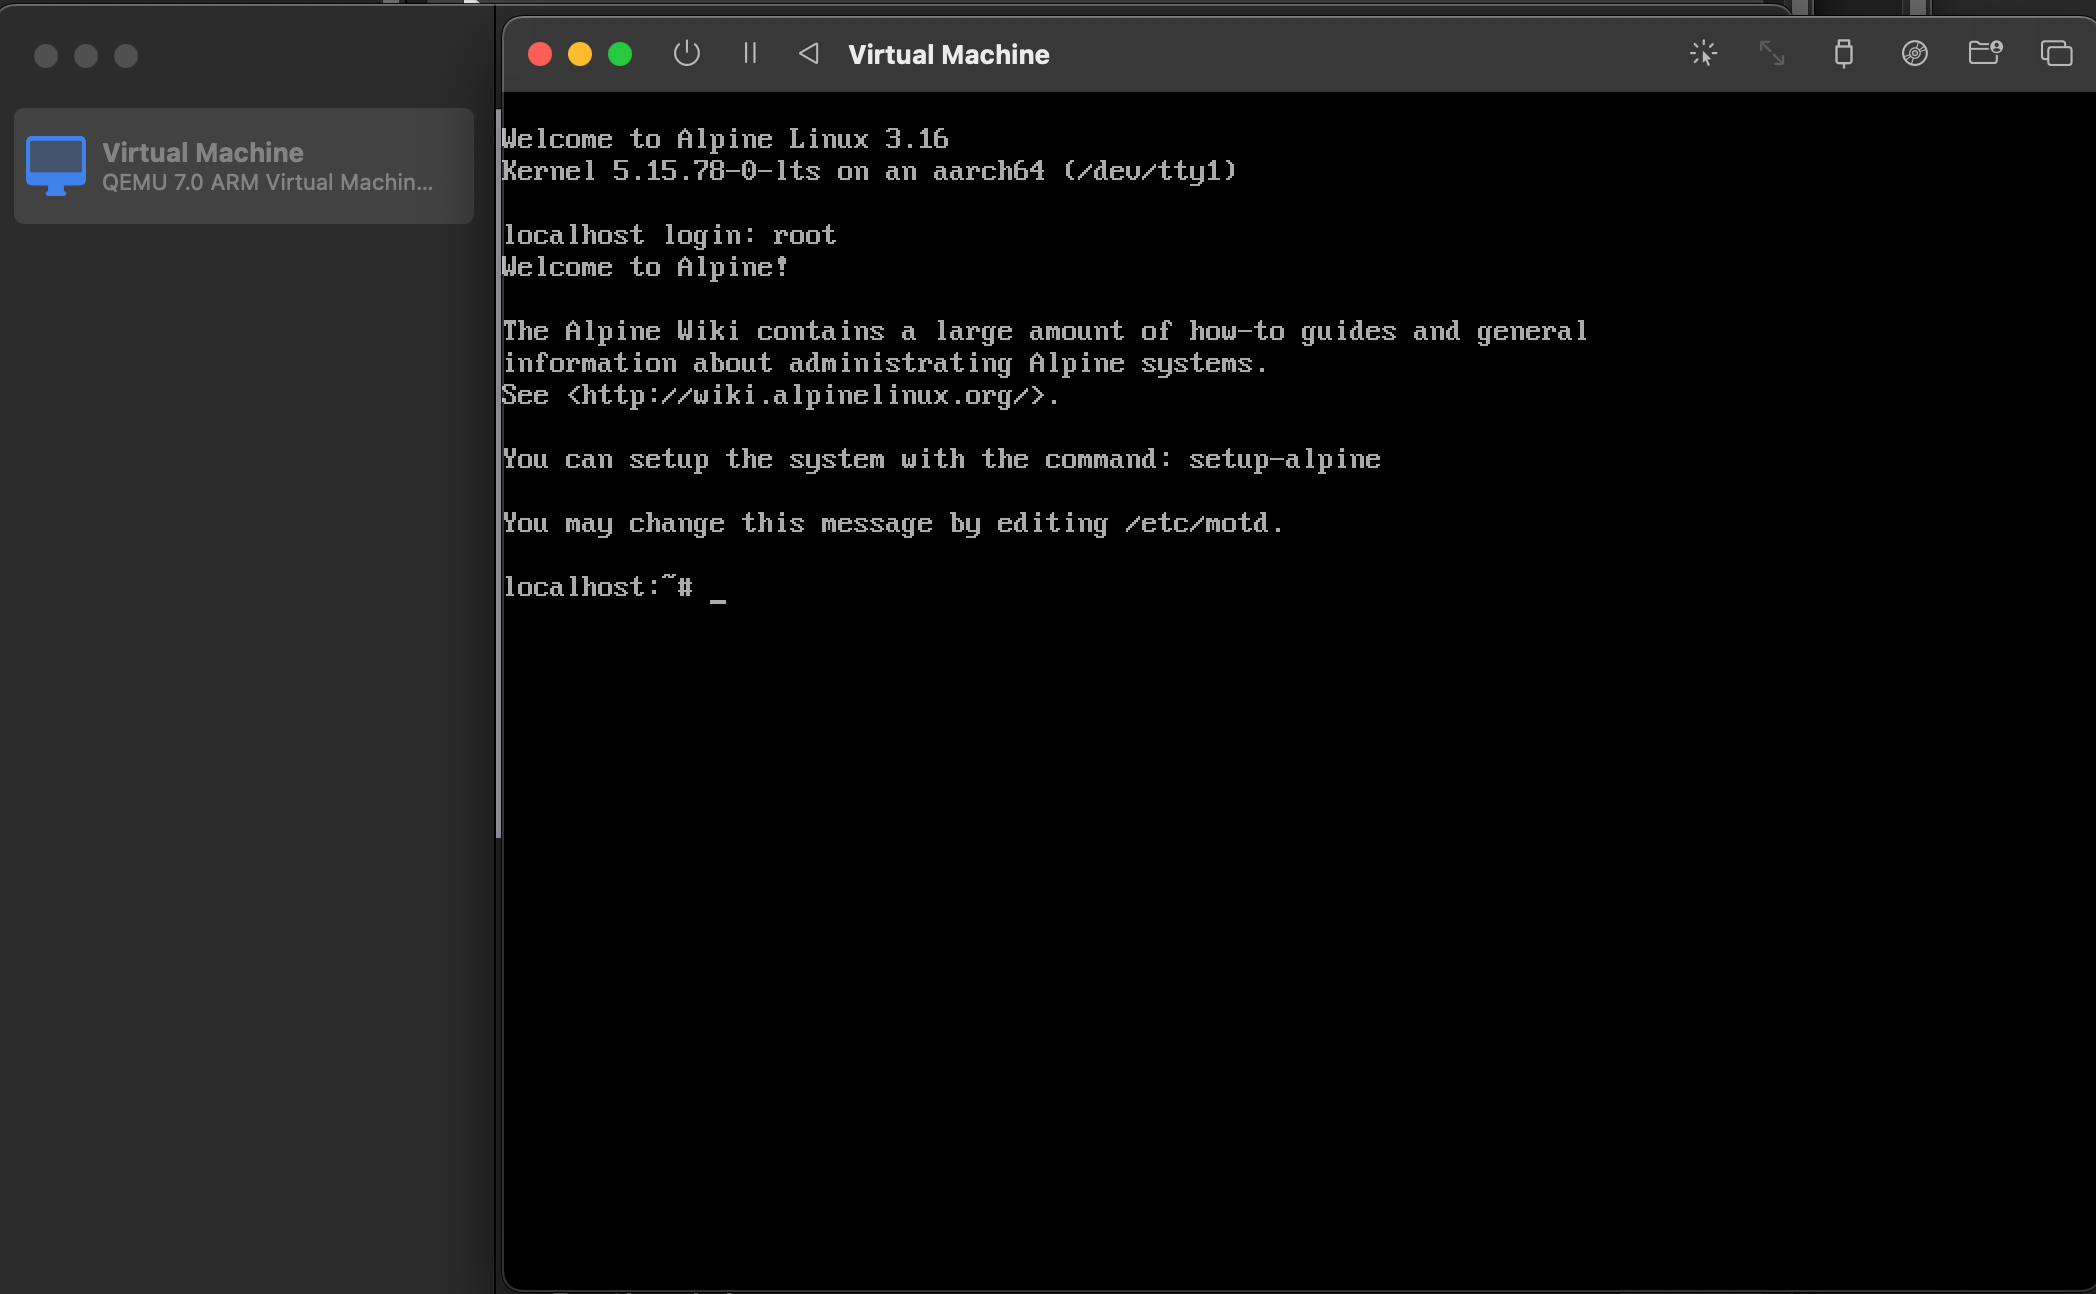 Virtual Machine
QEMU 7.0 ARM Virtual Machin...
Virtual Machine
Welcome to Alpine Linux 3.16
Kernel 5.15.78-0-lts on an aarch64 (/dev/tty1)
localhost login: root
Welcome to Alpine!
The Alpine Wiki contains a large amount of how-to guides and general
information about administrating Alpine systems.
See <http://wiki.alpinelinux.org/>.
You can setup the system with the command: setup-alpine
You may change this message by editing /etc/motd.
localhost:~# _